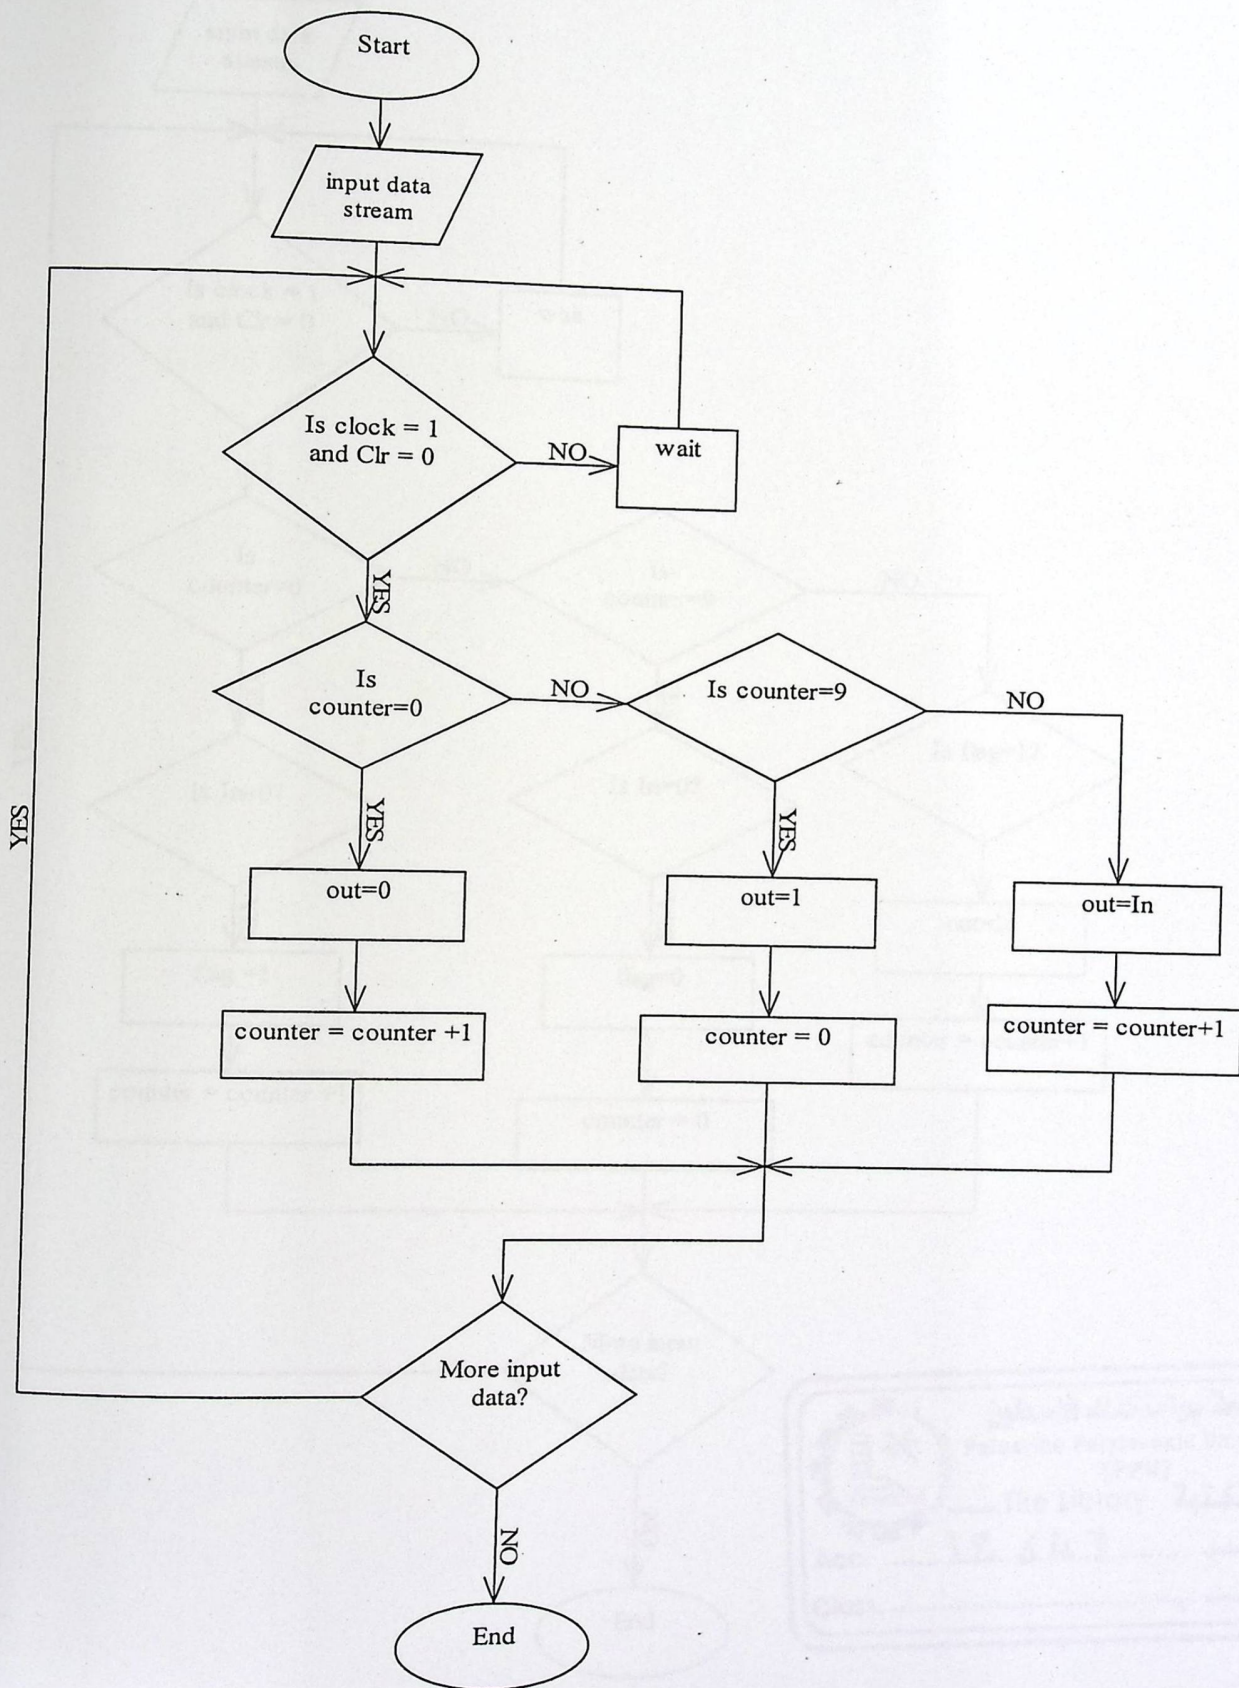 Start
input data
stream
Is clock = 1
and Clr = 0
NO
wait
YES
Is
counter=0
NO
Is counter=9
NO
YES
YES
YES
out=0
out=1
out=In
counter = counter +1
counter = 0
counter = counter+1
More input
data?
NO
End